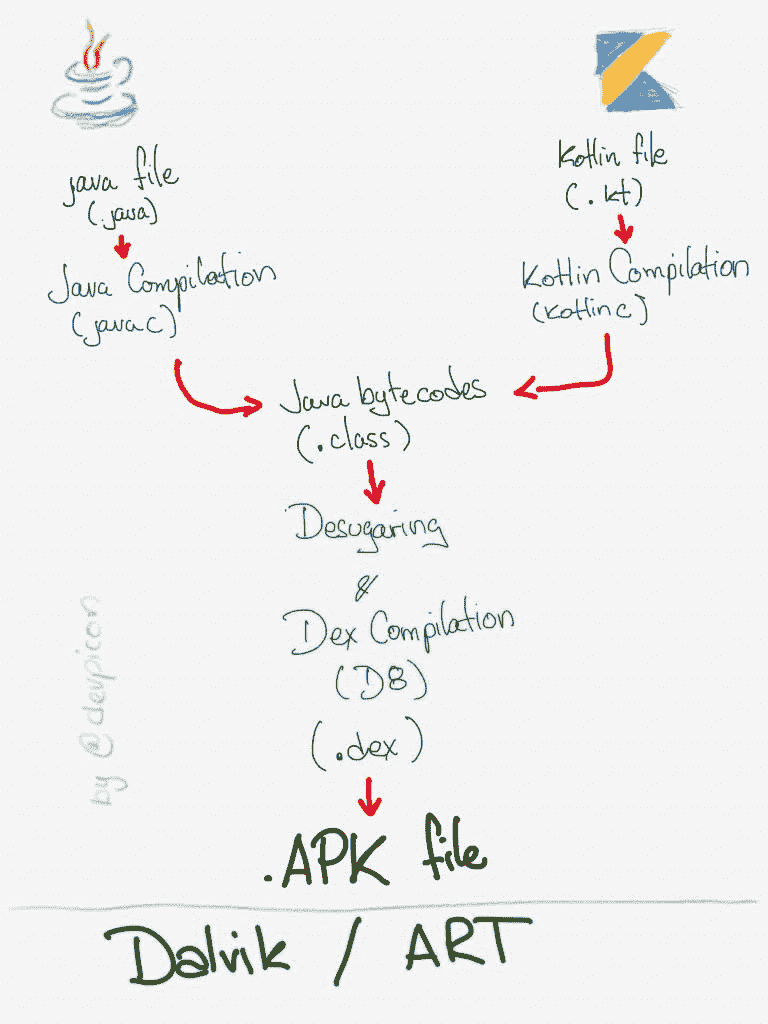 java file
(.java)
Java Compilation
(javac)
Kotlin file
(.kt)
Kotlin Compilation
(kotlinc)
Java bytecodes
(.class)
Desugaring
&
Dex Compilation
(D8)
(.dex)
.APK file
Dalvik / ART
by @devpicon